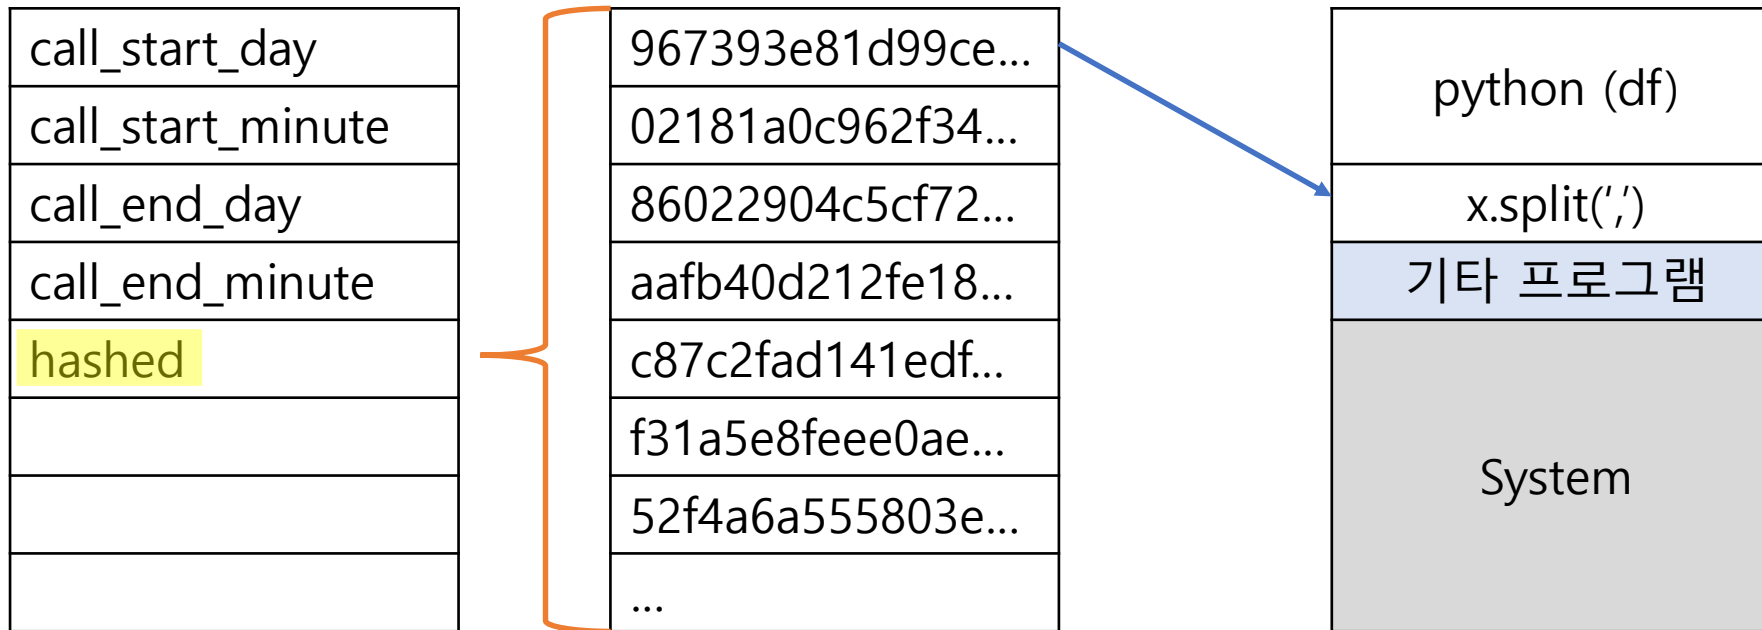 call_start_day
call_start_minute
call_end_day
call_end_minute
hashed
967393e81d99ce...
02181a0c962f34...
86022904c5cf72...
aafb40d212fe18...
c87c2fad141edf...
f31a5e8feee0ae...
52f4a6a555803e...
...
python (df)
x.split(‘,’)
기타 프로그램
System